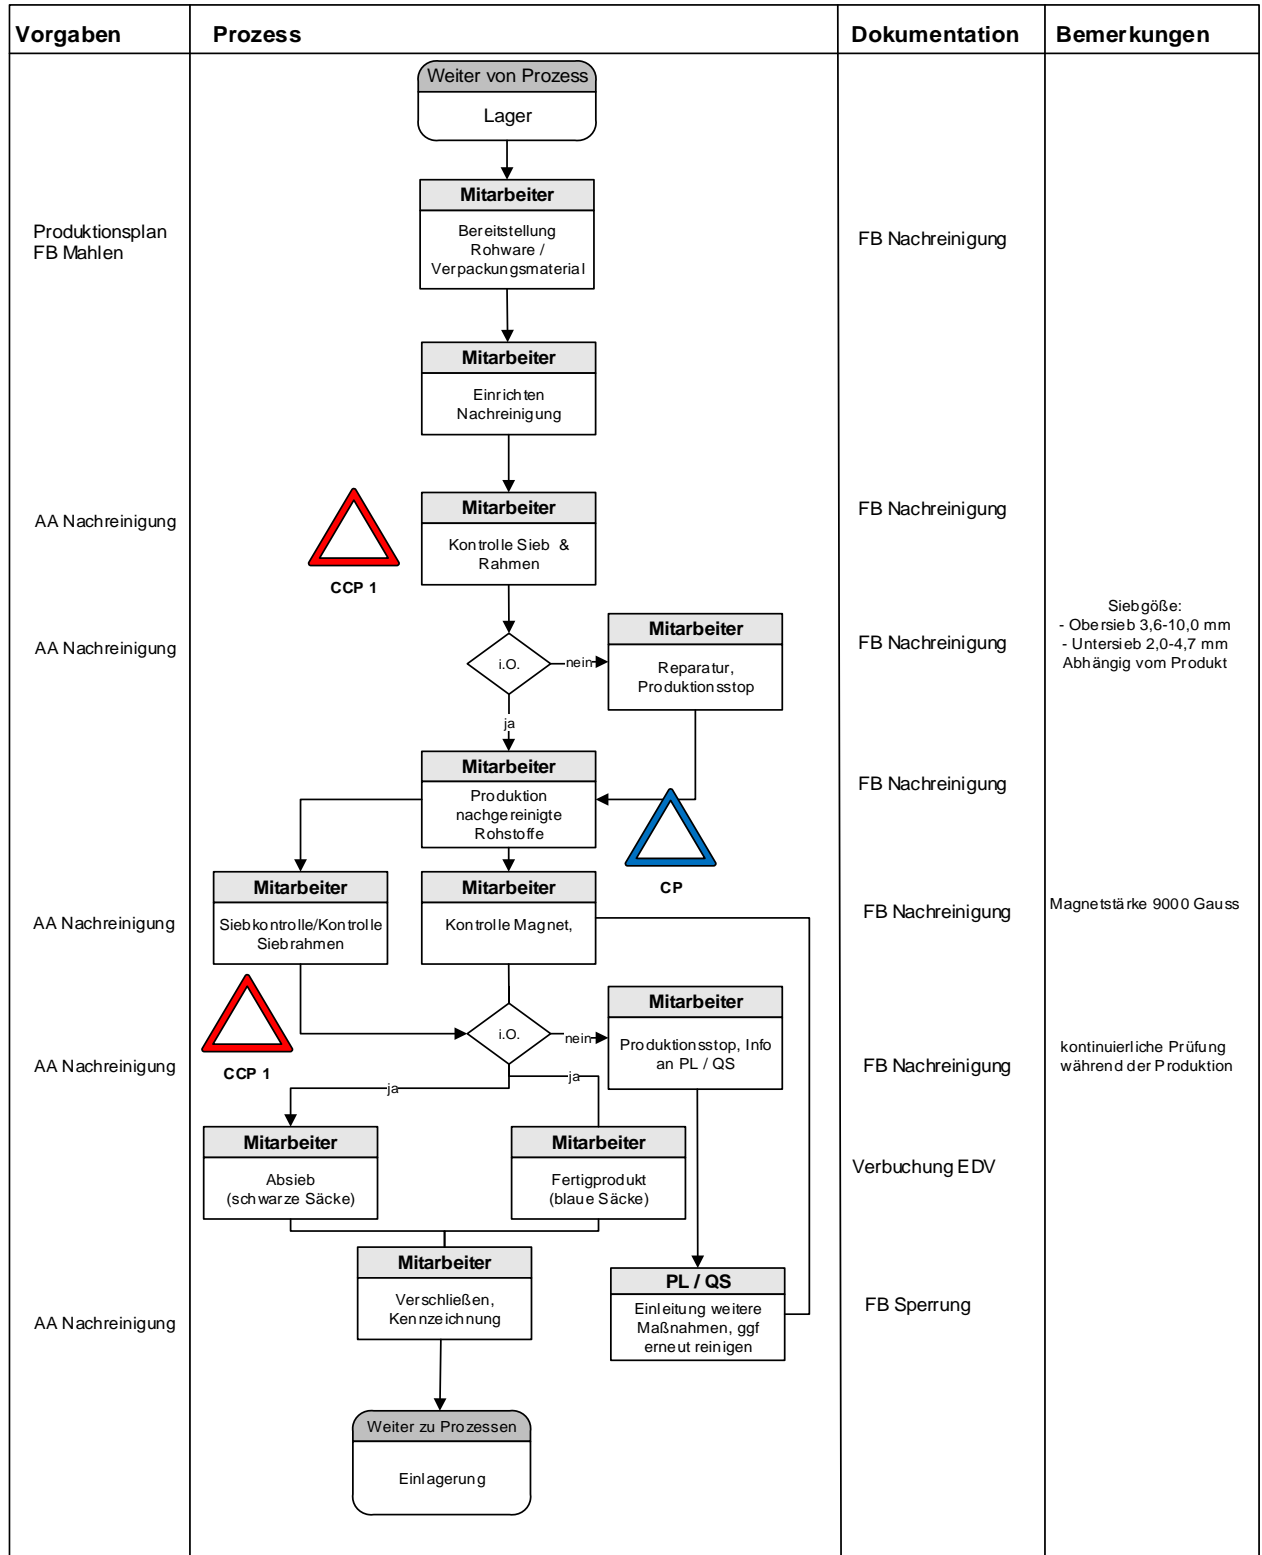 Vorgaben
Prozess
Dokumentation
Bemerkungen
Weiter von Prozess
Lager
Mitarbeiter
Bereitstellung
Rohware /
Verpackungsmaterial
Produktionsplan
FB Mahlen
FB Nachreinigung
Mitarbeiter
Einrichten
Nachreinigung
AA Nachreinigung
CCP 1
Mitarbeiter
Kontrolle Sieb &
Rahmen
FB Nachreinigung
AA Nachreinigung
i.O.
nein
ja
Mitarbeiter
Reparatur,
Produktionsstop
FB Nachreinigung
Siebgöße:
- Obersieb 3,6-10,0 mm
- Untersieb 2,0-4,7 mm
Abhängig vom Produkt
Mitarbeiter
Produktion
nachgereinigte
Rohstoffe
CP
FB Nachreinigung
AA Nachreinigung
Mitarbeiter
Siebkontrolle/Kontrolle
Siebrahmen
Mitarbeiter
Kontrolle Magnet,
FB Nachreinigung
Magnetstärke 9000 Gauss
AA Nachreinigung
CCP 1
i.O.
nein
ja
ja
Mitarbeiter
Produktionsstop, Info
an PL / QS
FB Nachreinigung
kontinuierliche Prüfung
während der Produktion
Mitarbeiter
Absieb
(schwarze Säcke)
Mitarbeiter
Fertigprodukt
(blaue Säcke)
Verbuchung EDV
AA Nachreinigung
Mitarbeiter
Verschließen,
Kennzeichnung
PL / QS
Einleitung weitere
Maßnahmen, ggf
erneut reinigen
FB Sperrung
Weiter zu Prozessen
Einlagerung